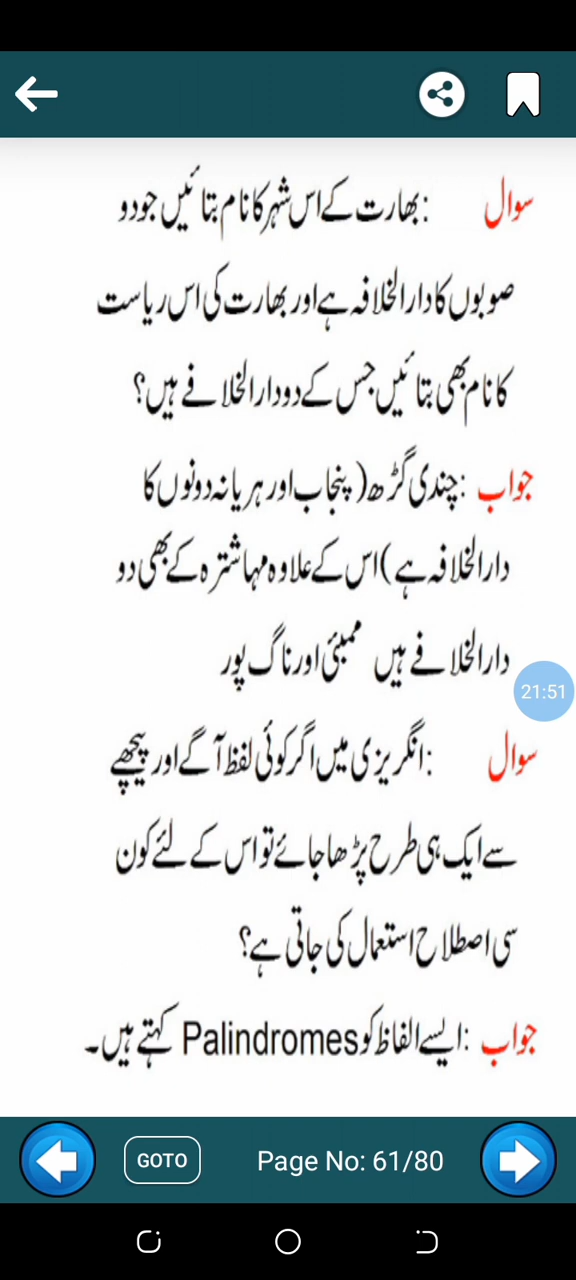 سوال :بھارت کے اس شہر کا نام بتائیں جو دو
صوبوں کا دارالخلافہ ہے اور بھارت کی اس ریاست
کا نام بھی بتائیں جس کے دو دارالخلافے ہیں؟
جواب :چندی گڑھ( پنجاب اور ہریانہ دونوں کا
دارالخلافہ ہے)اس کے علاوہ مہاشترہ کے بھی دو
دارالخلافے ہیں ممبئی اور ناگ پور
21:51
سوال :انگریزی میں اگر کوئی لفظ آگے اور پیچھے
سے ایک ہی طرح پڑھا جائے تو اس کے لئے کون
سی اصطلاح استعمال کی جاتی ہے؟
جواب :ایسے الفاظ کو Palindromes کہتے ہیں۔
GOTO
Page No: 61/80